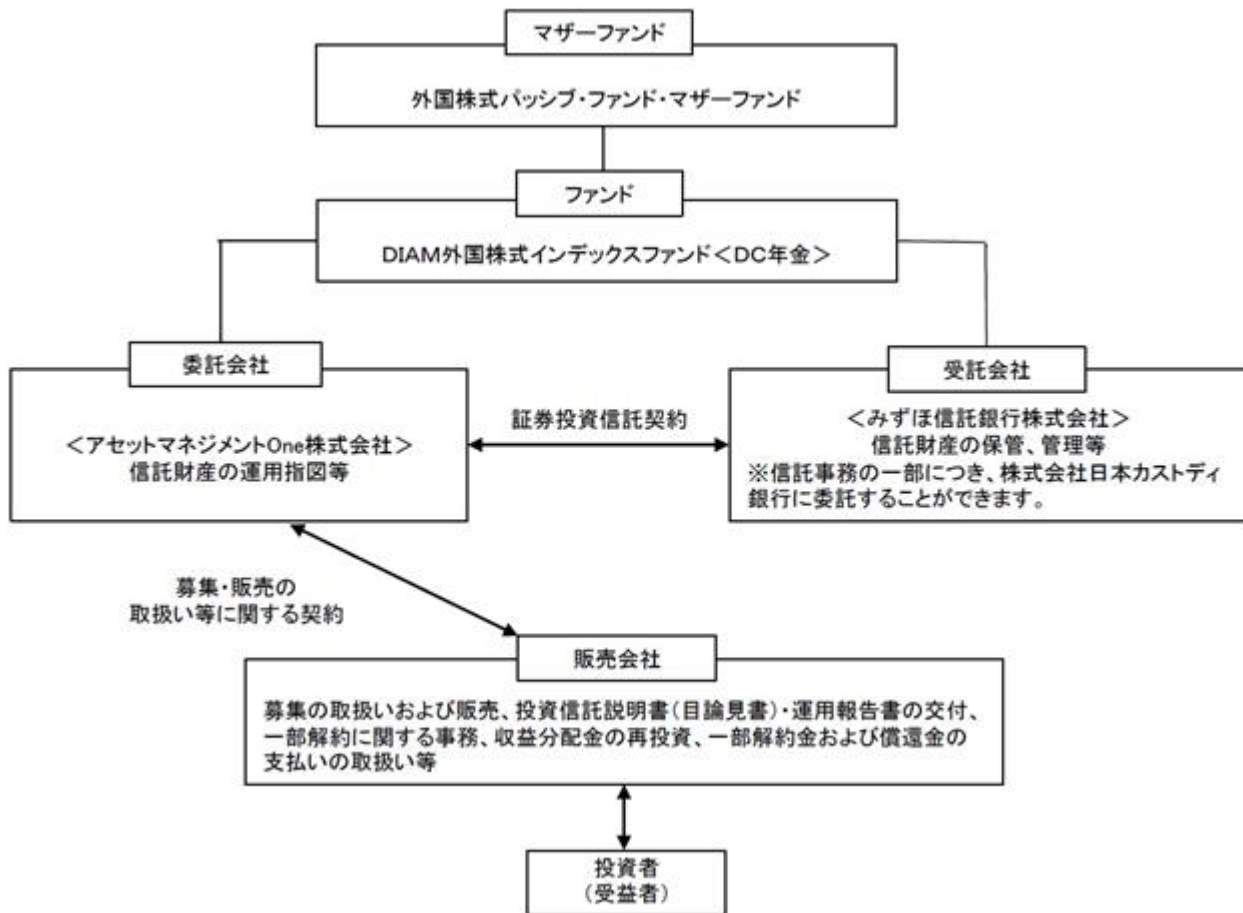 マザーファンド
外国株式パッシブ・ファンド・マザーファンド
ファンド
DIAM外国株式インデックスファンド<DC年金>
委託会社
<アセットマネジメントOne株式会社>
信託財産の運用指図等
証券投資信託契約
受託会社
<みずほ信託銀行株式会社>
信託財産の保管、管理等
※信託事務の一部につき、株式会社日本カストディ
銀行に委託することができます。
募集・販売の
取扱い等に関する契約
販売会社
募集の取扱いおよび販売、投資信託説明書(目論見書)・運用報告書の交付、
一部解約に関する事務、収益分配金の再投資、一部解約金および償還金の
支払いの取扱い等
投資者
(受益者)